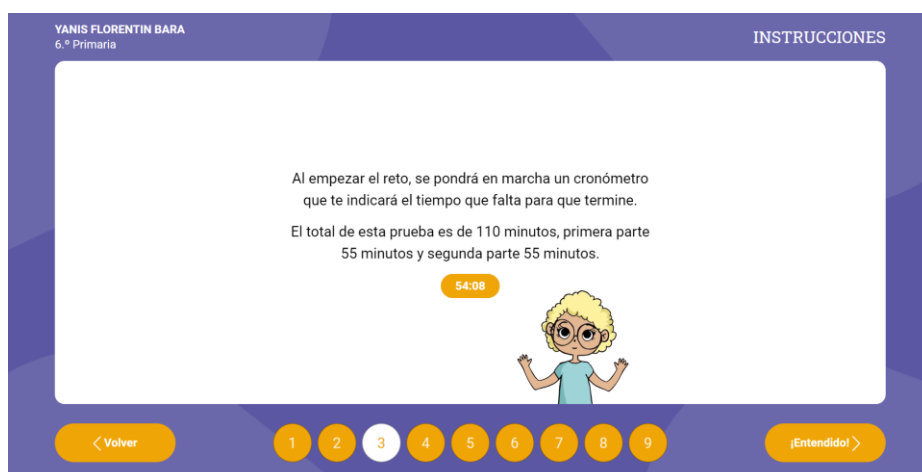 YANIS FLORENTIN BARA
6.º Primaria
INSTRUCCIONES
Al empezar el reto, se pondrá en marcha un cronómetro
que te indicará el tiempo que falta para que termine.
El total de esta prueba es de 110 minutos, primera parte
55 minutos y segunda parte 55 minutos.
54:08
Volver
1 2 3 4 5 6 7 8 9
¡Entendido!